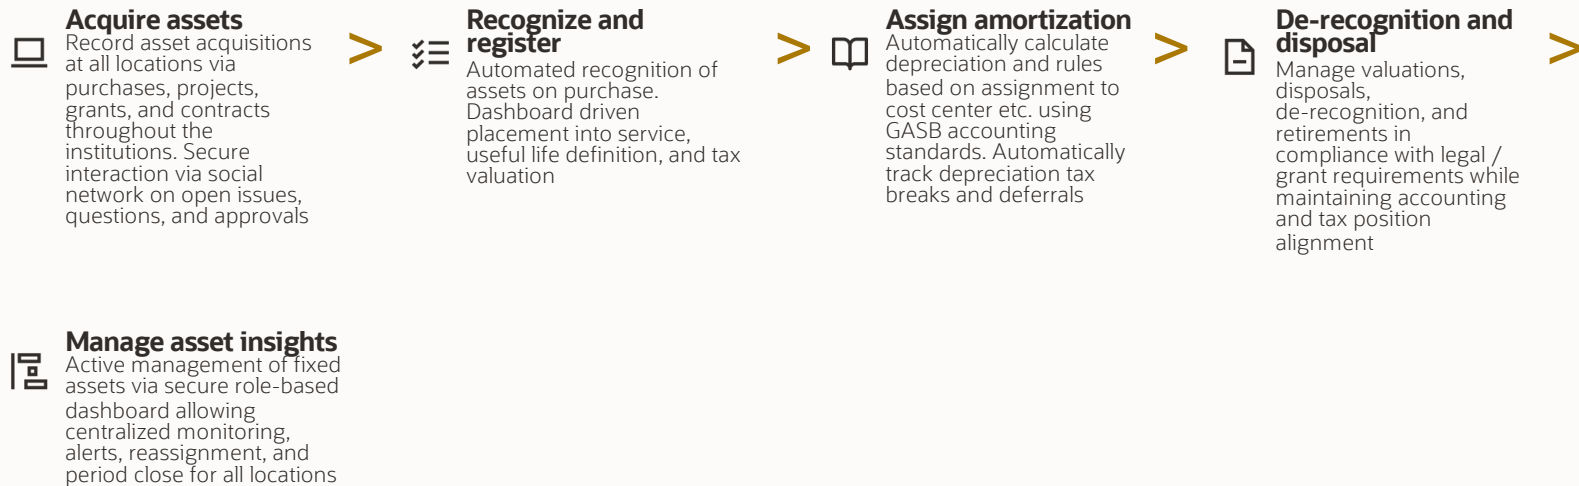 Acquire assets
Record asset acquisitions
at all locations via
purchases, projects,
grants, and contracts
throughout the
institutions. Secure
interaction via social
network on open issues,
questions, and approvals
>
Recognize and
register
Automated recognition of
assets on purchase.
Dashboard driven
placement into service,
useful life definition, and tax
valuation
>
Assign amortization
Automatically calculate
depreciation and rules
based on assignment to
cost center etc. using
GASB accounting
standards. Automatically
track depreciation tax
breaks and deferrals
>
De-recognition and
disposal
Manage valuations,
disposals,
de-recognition, and
retirements in
compliance with legal /
grant requirements while
maintaining accounting
and tax position
alignment
>
Manage asset insights
Active management of fixed
assets via secure role-based
dashboard allowing
centralized monitoring,
alerts, reassignment, and
period close for all locations